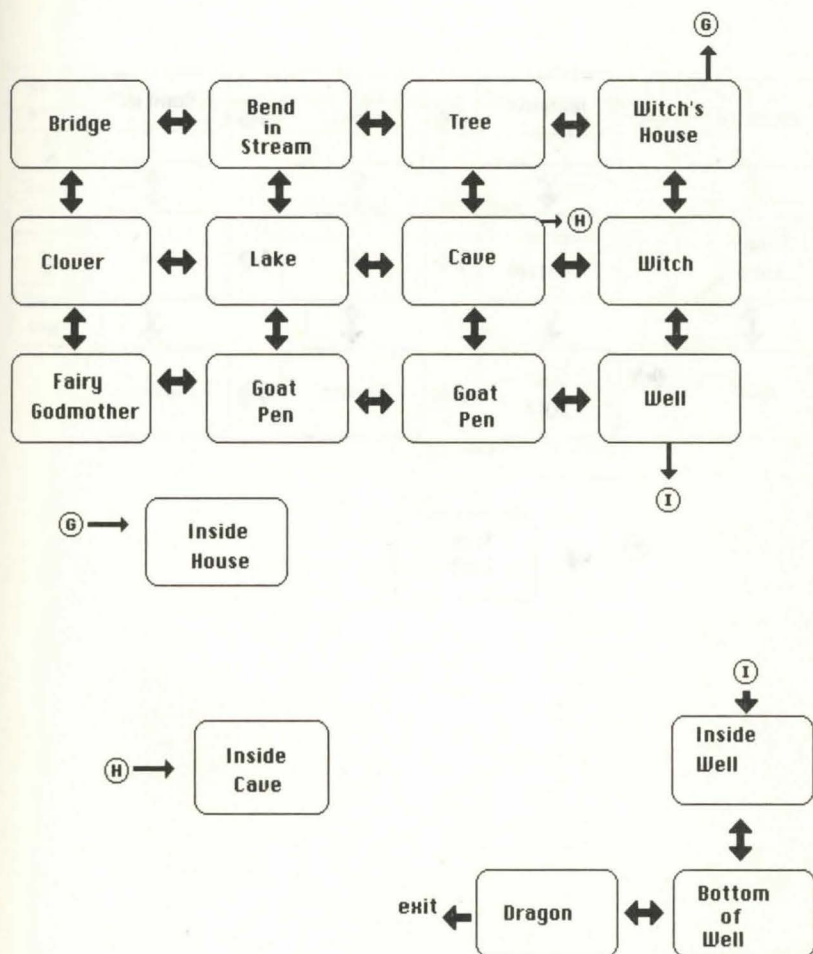 G
Bridge
Bend
in
Stream
Tree
Witch's
House
H
Clover
Lake
Cave
Witch
Fairy
Godmother
Goat
Pen
Goat
Pen
Well
I
G
Inside
House
I
H
Inside
Cave
Inside
Well
exit
Dragon
Bottom
of
Well